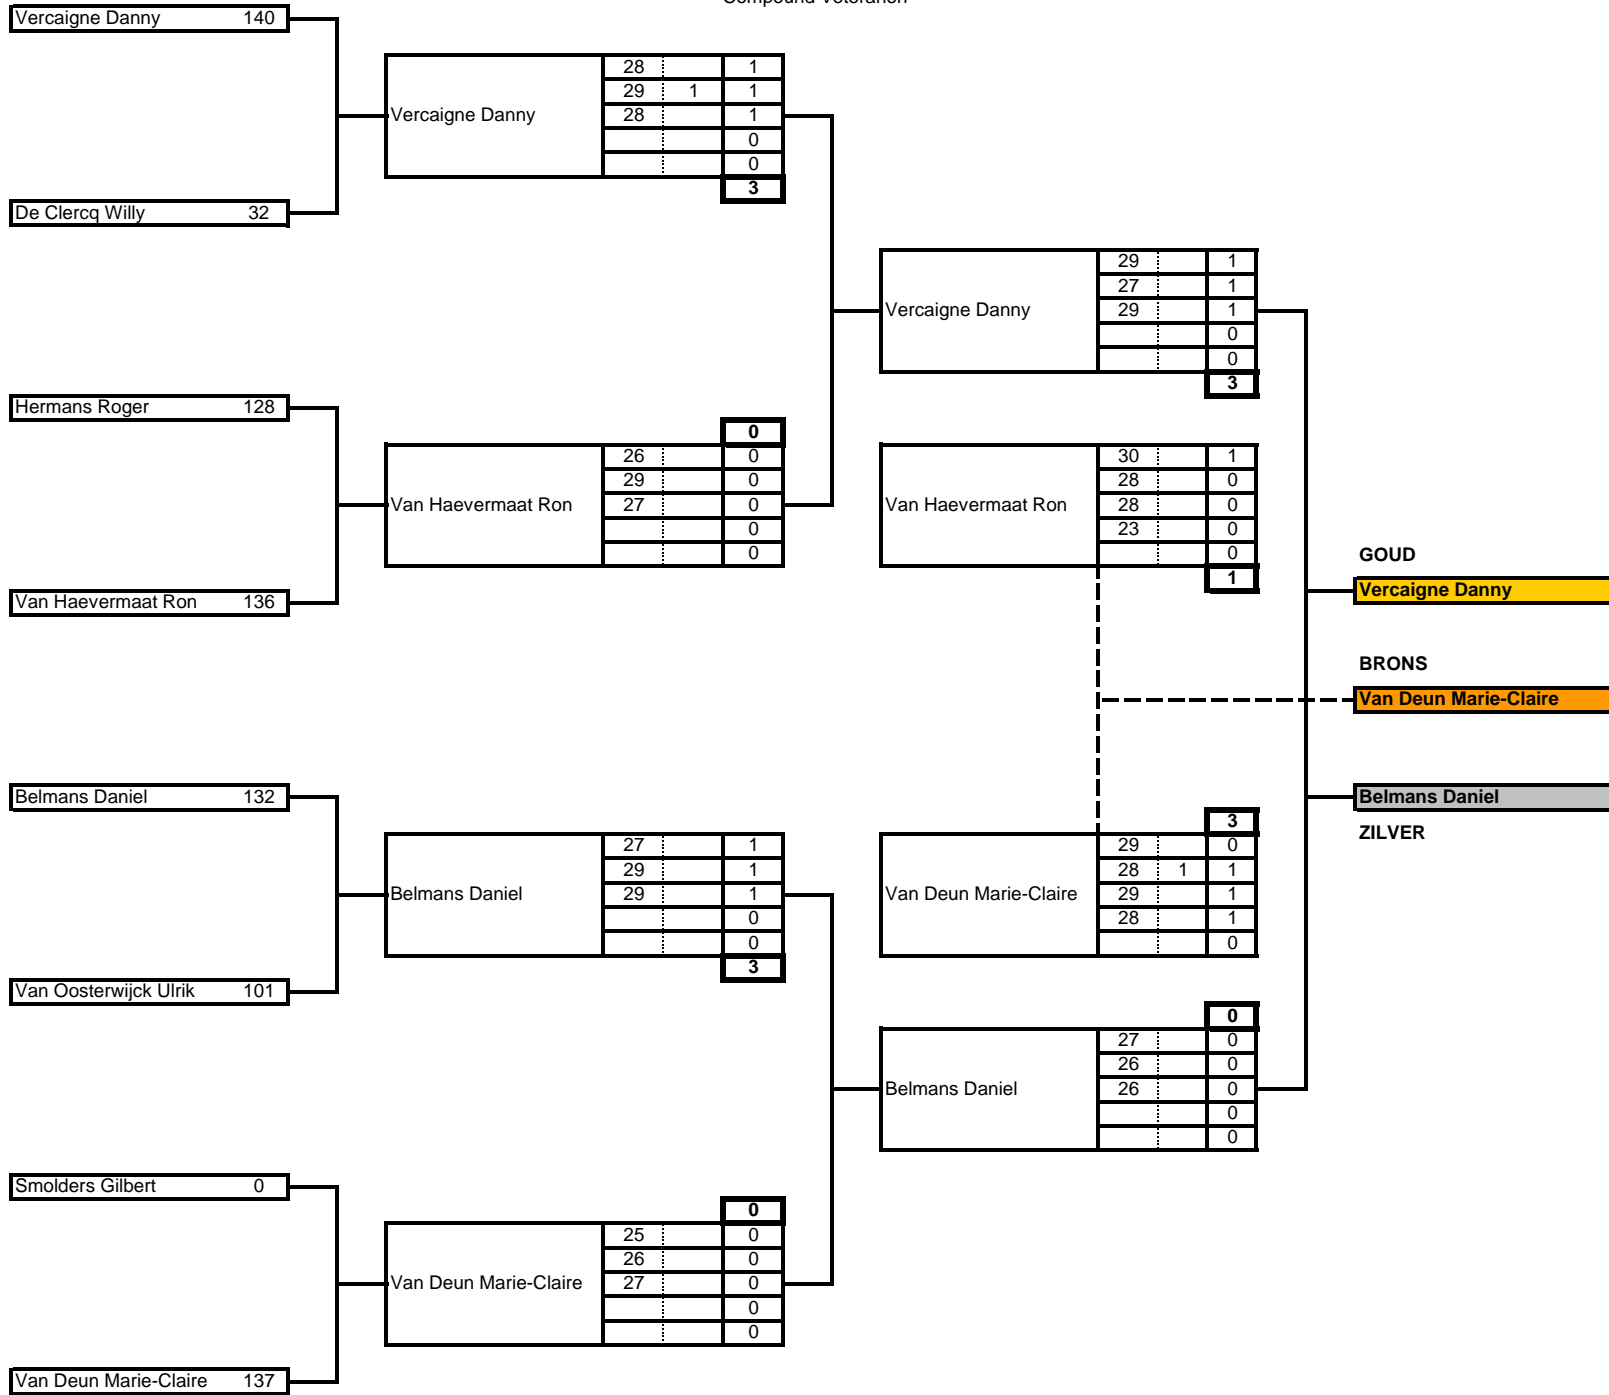 Compound Veteranen
Vercaigne Danny 140
28 1
29 1 1
Vercaigne Danny 28 1
0
0
3
De Clercq Willy 32
29 1
27 1
Vercaigne Danny 29 1
0
0
3
Hermans Roger 128
0
26 0
29 0
Van Haevermaat Ron 27 0
0
0
30 1
28 0
Van Haevermaat Ron 28 0
23 0
0
1
GOUD
Vercaigne Danny
Van Haevermaat Ron 136
BRONS
Van Deun Marie-Claire
Belmans Daniel 132
Belmans Daniel
ZILVER
27 1
29 1
Belmans Daniel 29 1
0
0
3
3
29 0
28 1 1
Van Deun Marie-Claire 29 1
28 1
0
Van Oosterwijck Ulrik 101
0
27 0
26 0
Belmans Daniel 26 0
0
0
Smolders Gilbert 0
0
25 0
26 0
Van Deun Marie-Claire 27 0
0
0
Van Deun Marie-Claire 137